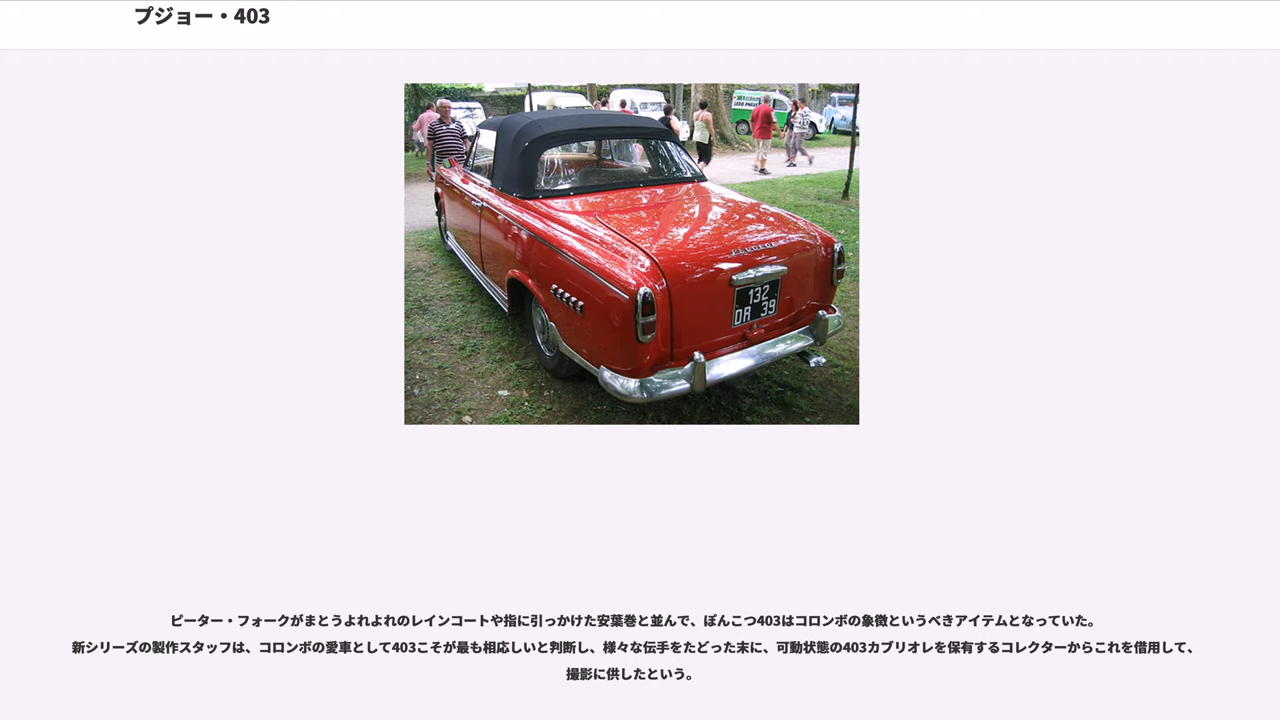 プジョー・403
LEDO PNEUS
PEUGEOT
132
DR 39
ピーター・フォークがまとうよれよれのレインコートや指に引っかけた安葉巻と並んで、ぽんこつ403はコロンボの象徴というべきアイテムとなっていた。
新シリーズの製作スタッフは、コロンボの愛車として403こそが最も相応しいと判断し、様々な伝手をたどった末に、可動状態の403カブリオレを保有するコレクターからこれを借用して、
撮影に供したという。